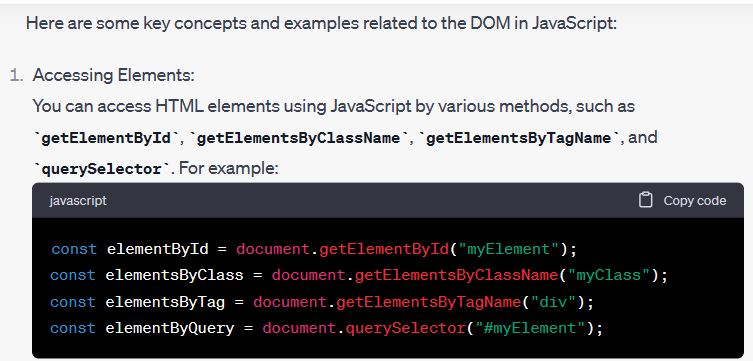 Here are some key concepts and examples related to the DOM in JavaScript:
1. Accessing Elements:
You can access HTML elements using JavaScript by various methods, such as
`getElementById`, `getElementsByClassName`, `getElementsByTagName`, and
`querySelector`. For example:
javascript Copy code
const elementById = document.getElementById("myElement");
const elementsByClass = document.getElementsByClassName("myClass");
const elementsByTag = document.getElementsByTagName("div");
const elementByQuery = document.querySelector("#myElement");